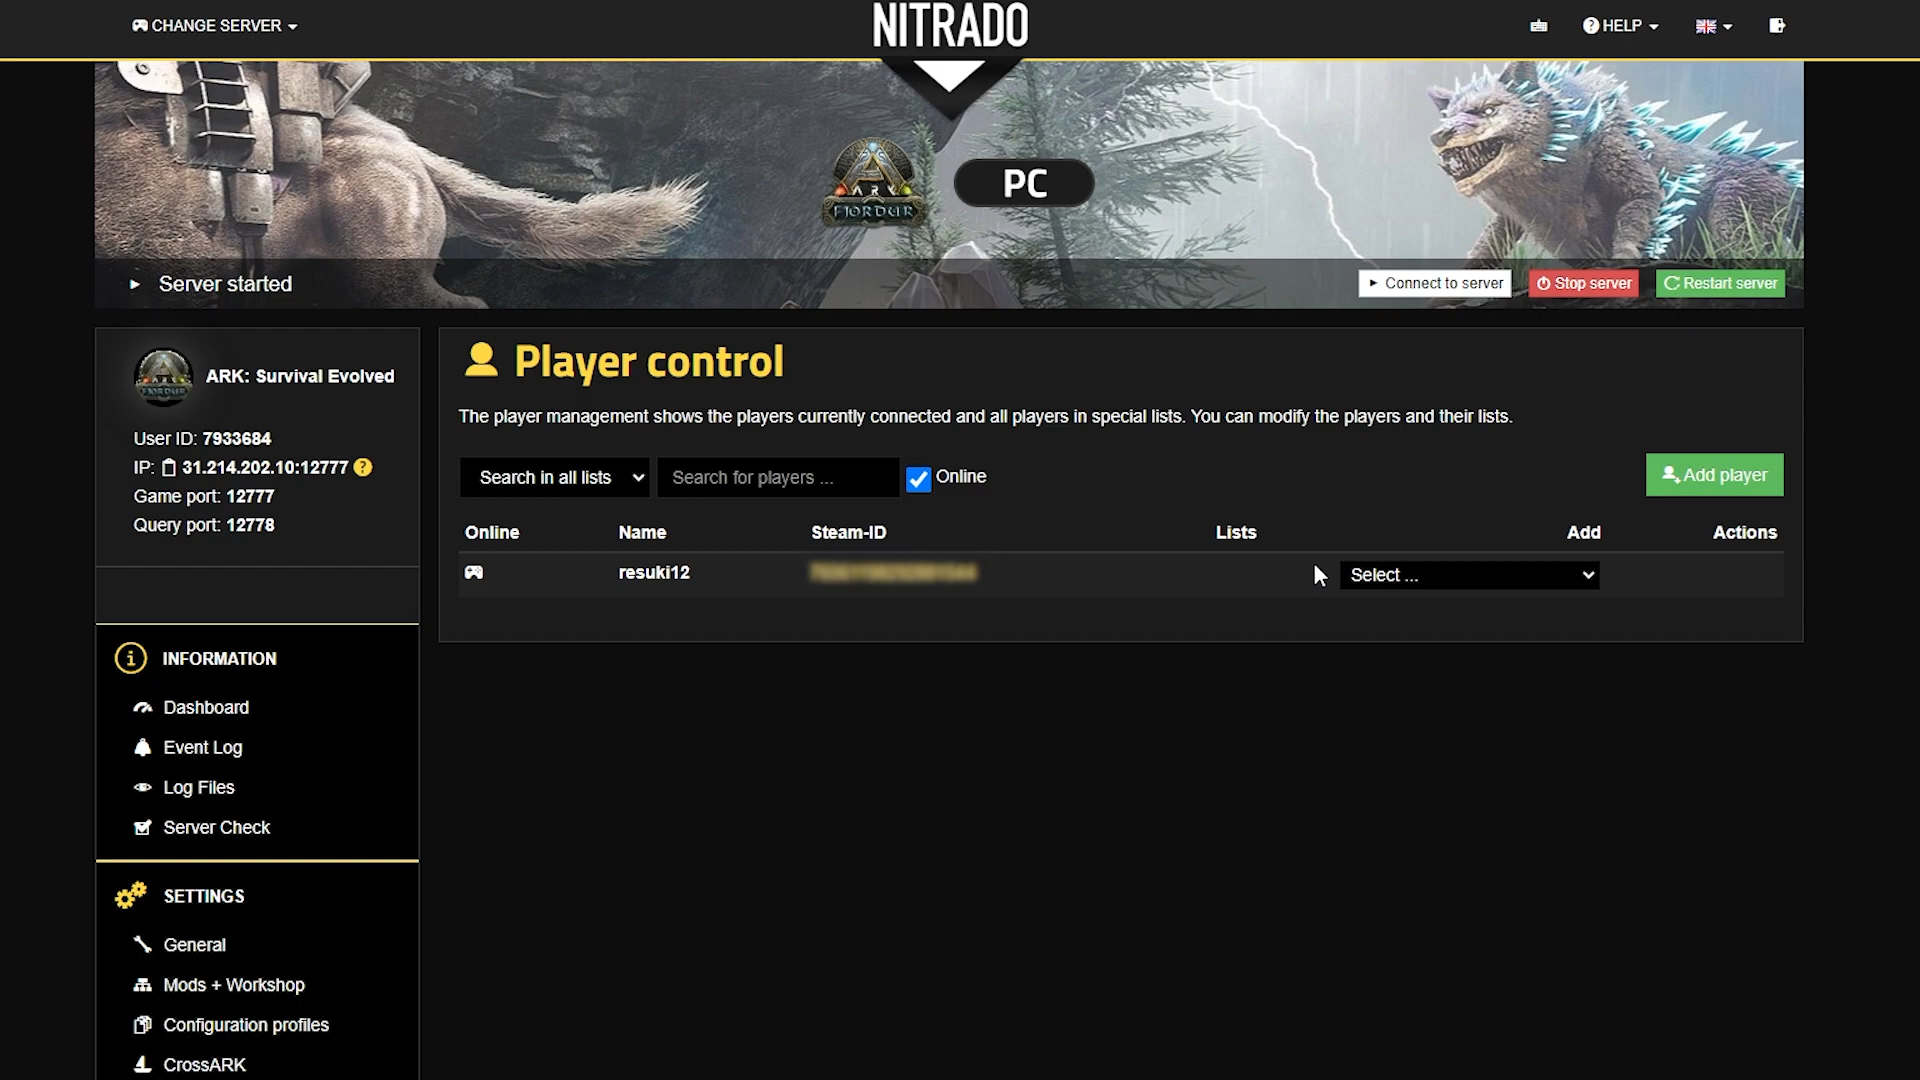 CHANGE SERVER
NITRADO
HELP
ARK
FJORDUR
PC
Server started
Connect to server
Stop server
Restart server
ARK: Survival Evolved
User ID: 7933684
IP: 31.214.202.10:12777 ?
Game port: 12777
Query port: 12778
Player control
The player management shows the players currently connected and all players in special lists. You can modify the players and their lists.
Search in all lists
Search for players ...
Online
Add player
Online Name Steam-ID Lists Add Actions
resuki12
Select ...
INFORMATION
Dashboard
Event Log
Log Files
Server Check
SETTINGS
General
Mods + Workshop
Configuration profiles
CrossARK